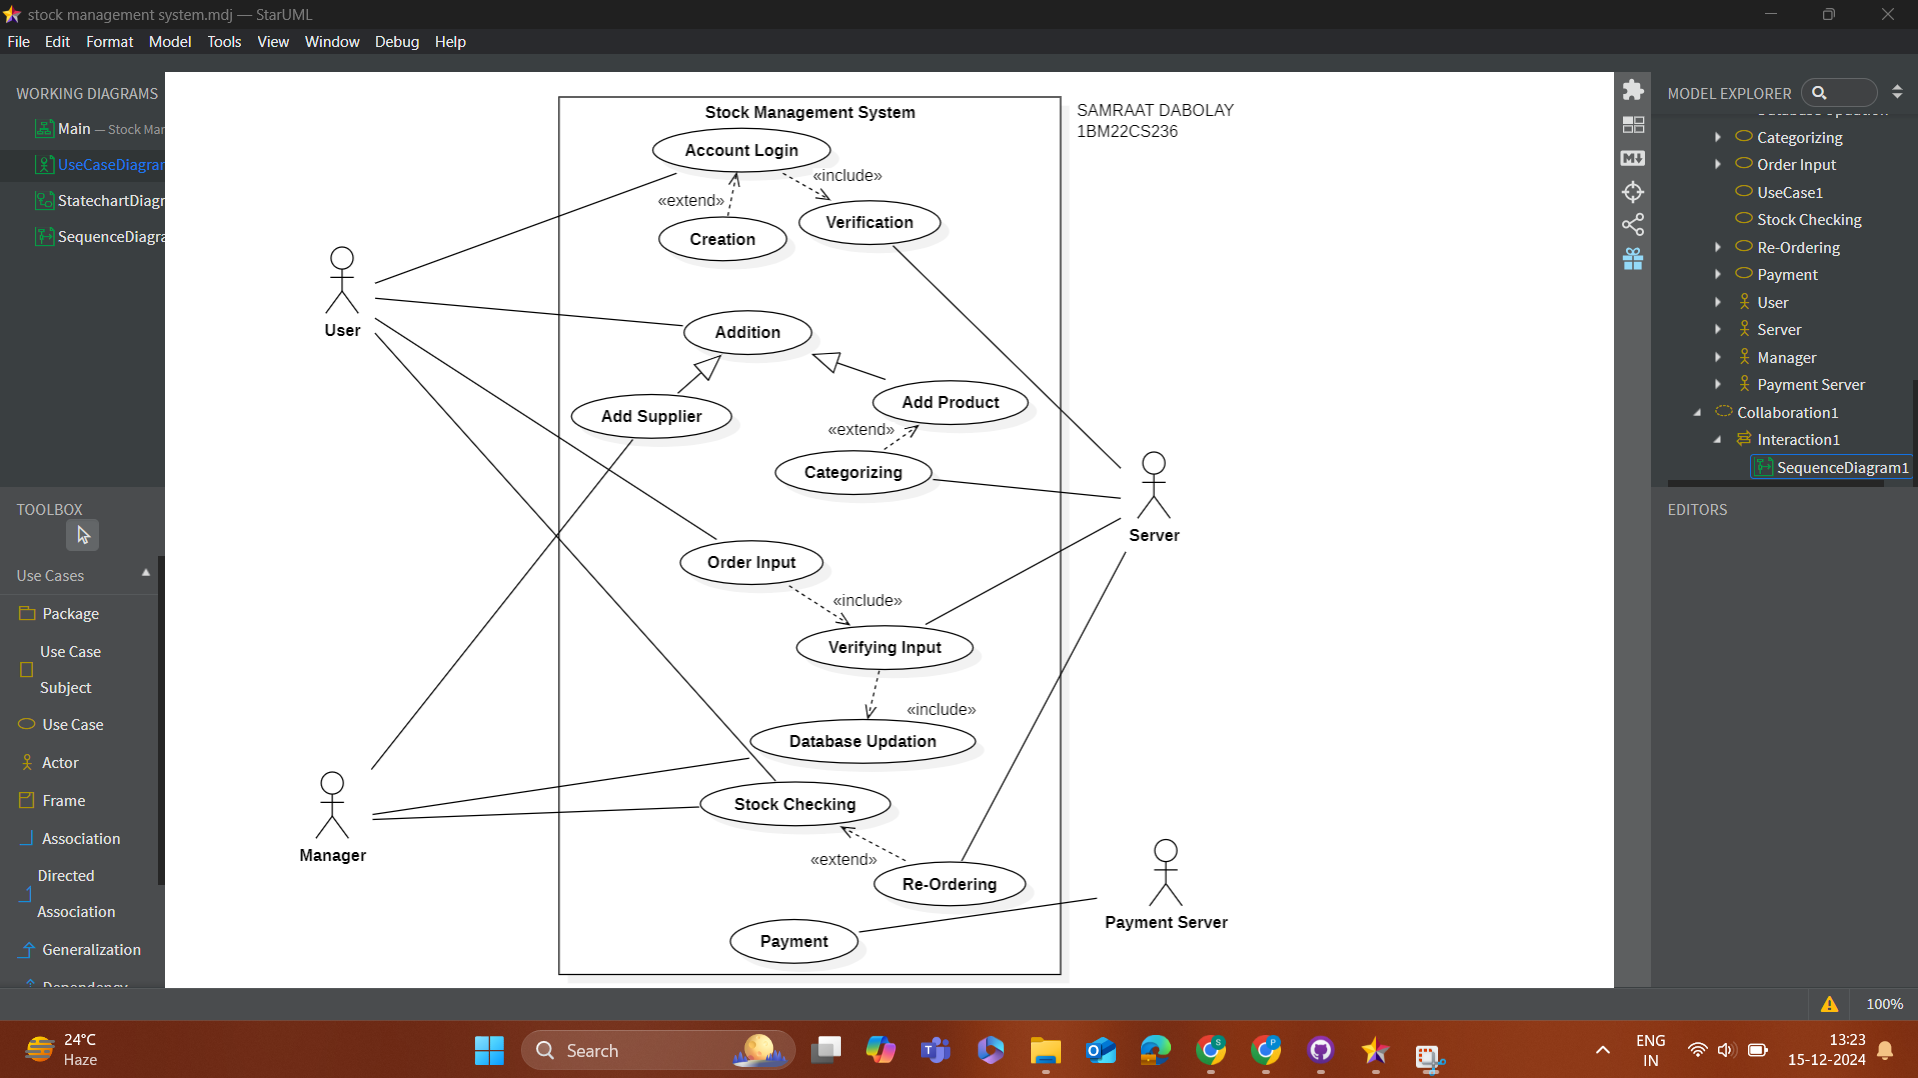 stock management system.mdj — StarUML
File Edit Format Model Tools View Window Debug Help
WORKING DIAGRAMS
Main — Stock Mar
UseCaseDiagra
StatechartDiagr
SequenceDiagra
TOOLBOX
Use Cases
Package
Use Case
Subject
Use Case
Actor
Frame
Association
Directed
Association
Generalization
Dependency
Stock Management System
SAMRAAT DABOLAY
1BM22CS236
Account Login
«include»
«extend»
Verification
Creation
User
Addition
Add Product
Add Supplier
«extend»
Categorizing
Server
Order Input
«include»
Verifying Input
«include»
Database Updation
Stock Checking
Manager
«extend»
Re-Ordering
Payment Server
Payment
MODEL EXPLORER
Database Updation
Categorizing
Order Input
UseCase1
Stock Checking
Re-Ordering
Payment
User
Server
Manager
Payment Server
Collaboration1
Interaction1
SequenceDiagram1
EDITORS
100%
24°C
Haze
Search
ENG
IN
13:23
15-12-2024